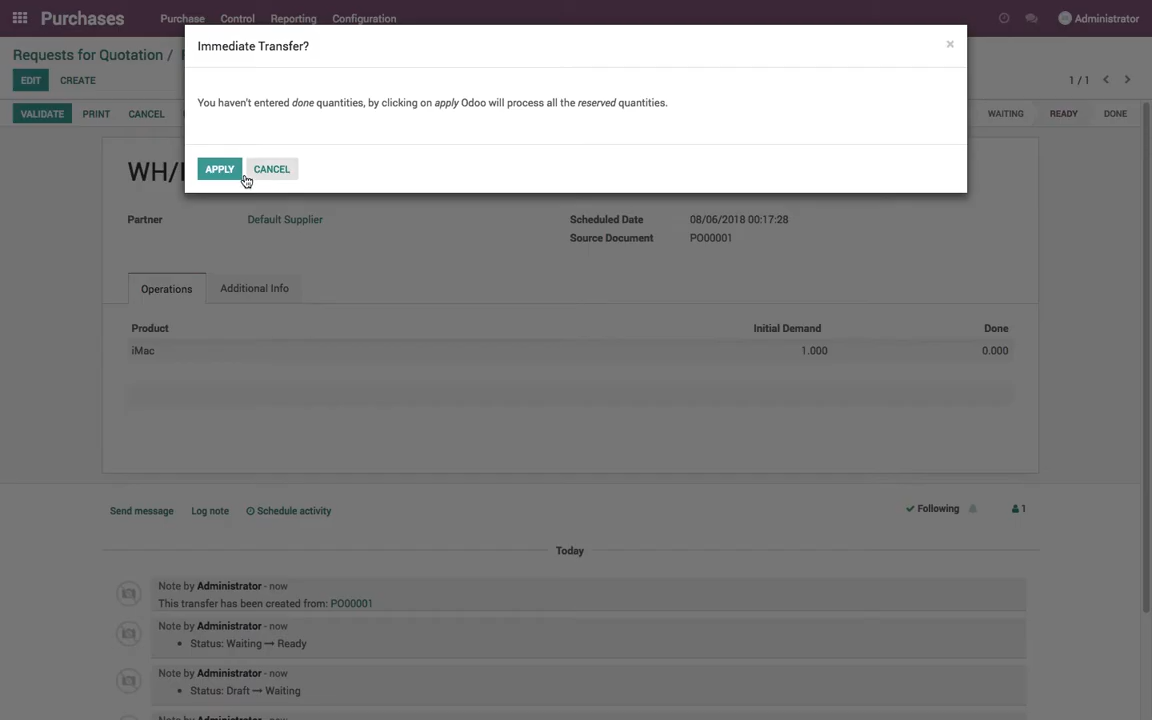 Purchases Purchase Control Reporting Configuration Administrator
Requests for Quotation /
Immediate Transfer? ×
EDIT CREATE 1 / 1
You haven't entered done quantities, by clicking on apply Odoo will process all the reserved quantities.
VALIDATE PRINT CANCEL WAITING READY DONE
APPLY CANCEL
WH/
Partner Default Supplier Scheduled Date 08/06/2018 00:17:28
Source Document PO00001
Operations Additional Info
Product Initial Demand Done
iMac 1.000 0.000
Send message Log note Schedule activity Following 1
Today
Note by Administrator - now
This transfer has been created from: PO00001
Note by Administrator - now
• Status: Waiting → Ready
Note by Administrator - now
• Status: Draft → Waiting
Note by Administrator - now